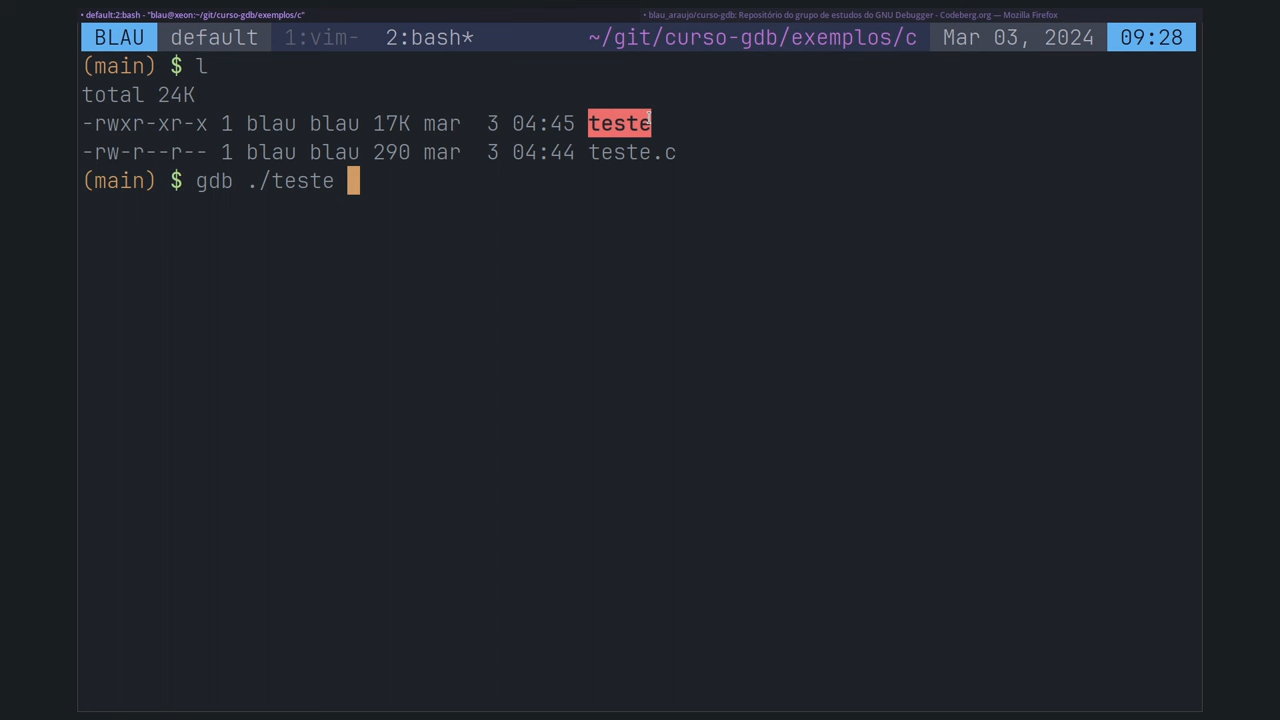 • default:2:bash - "blau@xeon:~/git/curso-gdb/exemplos/c"
• blau_araujo/curso-gdb: Repositório do grupo de estudos do GNU Debugger - Codeberg.org — Mozilla Firefox
BLAU default 1:vim- 2:bash* ~/git/curso-gdb/exemplos/c Mar 03, 2024 09:28
(main) $ l
total 24K
-rwxr-xr-x 1 blau blau 17K mar  3 04:45 teste
-rw-r--r-- 1 blau blau 290 mar  3 04:44 teste.c
(main) $ gdb ./teste